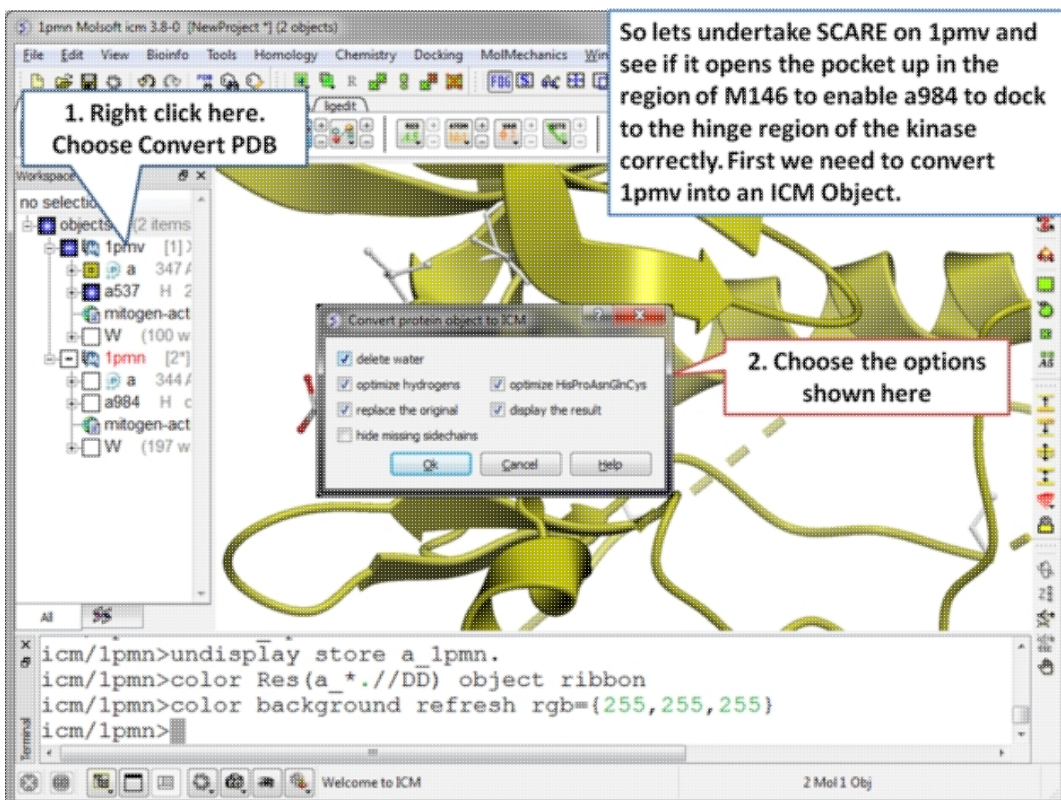 1pmn Molsoft icm 3.8-0 [NewProject *] (2 objects)
File Edit View Bioinfo Tools Homology Chemistry Docking MolMechanics
ligedit
So lets undertake SCARE on 1pmv and
see if it opens the pocket up in the
region of M146 to enable a984 to dock
to the hinge region of the kinase
correctly. First we need to convert
1pmv into an ICM Object.
1. Right click here.
Choose Convert PDB
Workspace
no selectio
objects (2 items
1pmv [1]
a 347
a537 H 2
mitogen-act
W (100 w
1pmn [2*]
a 344
a984 H c
mitogen-act
W (197 w
All
Convert protein object to ICM
delete water
optimize hydrogens optimize HisProAsnGlnCys
replace the original display the result
hide missing sidechains
Ok Cancel Help
2. Choose the options
shown here
icm/1pmn>undisplay store a_1pmn.
icm/1pmn>color Res(a_*.//DD) object ribbon
icm/1pmn>color background refresh rgb={255,255,255}
icm/1pmn>
Terminal
Welcome to ICM
2 Mol 1 Obj